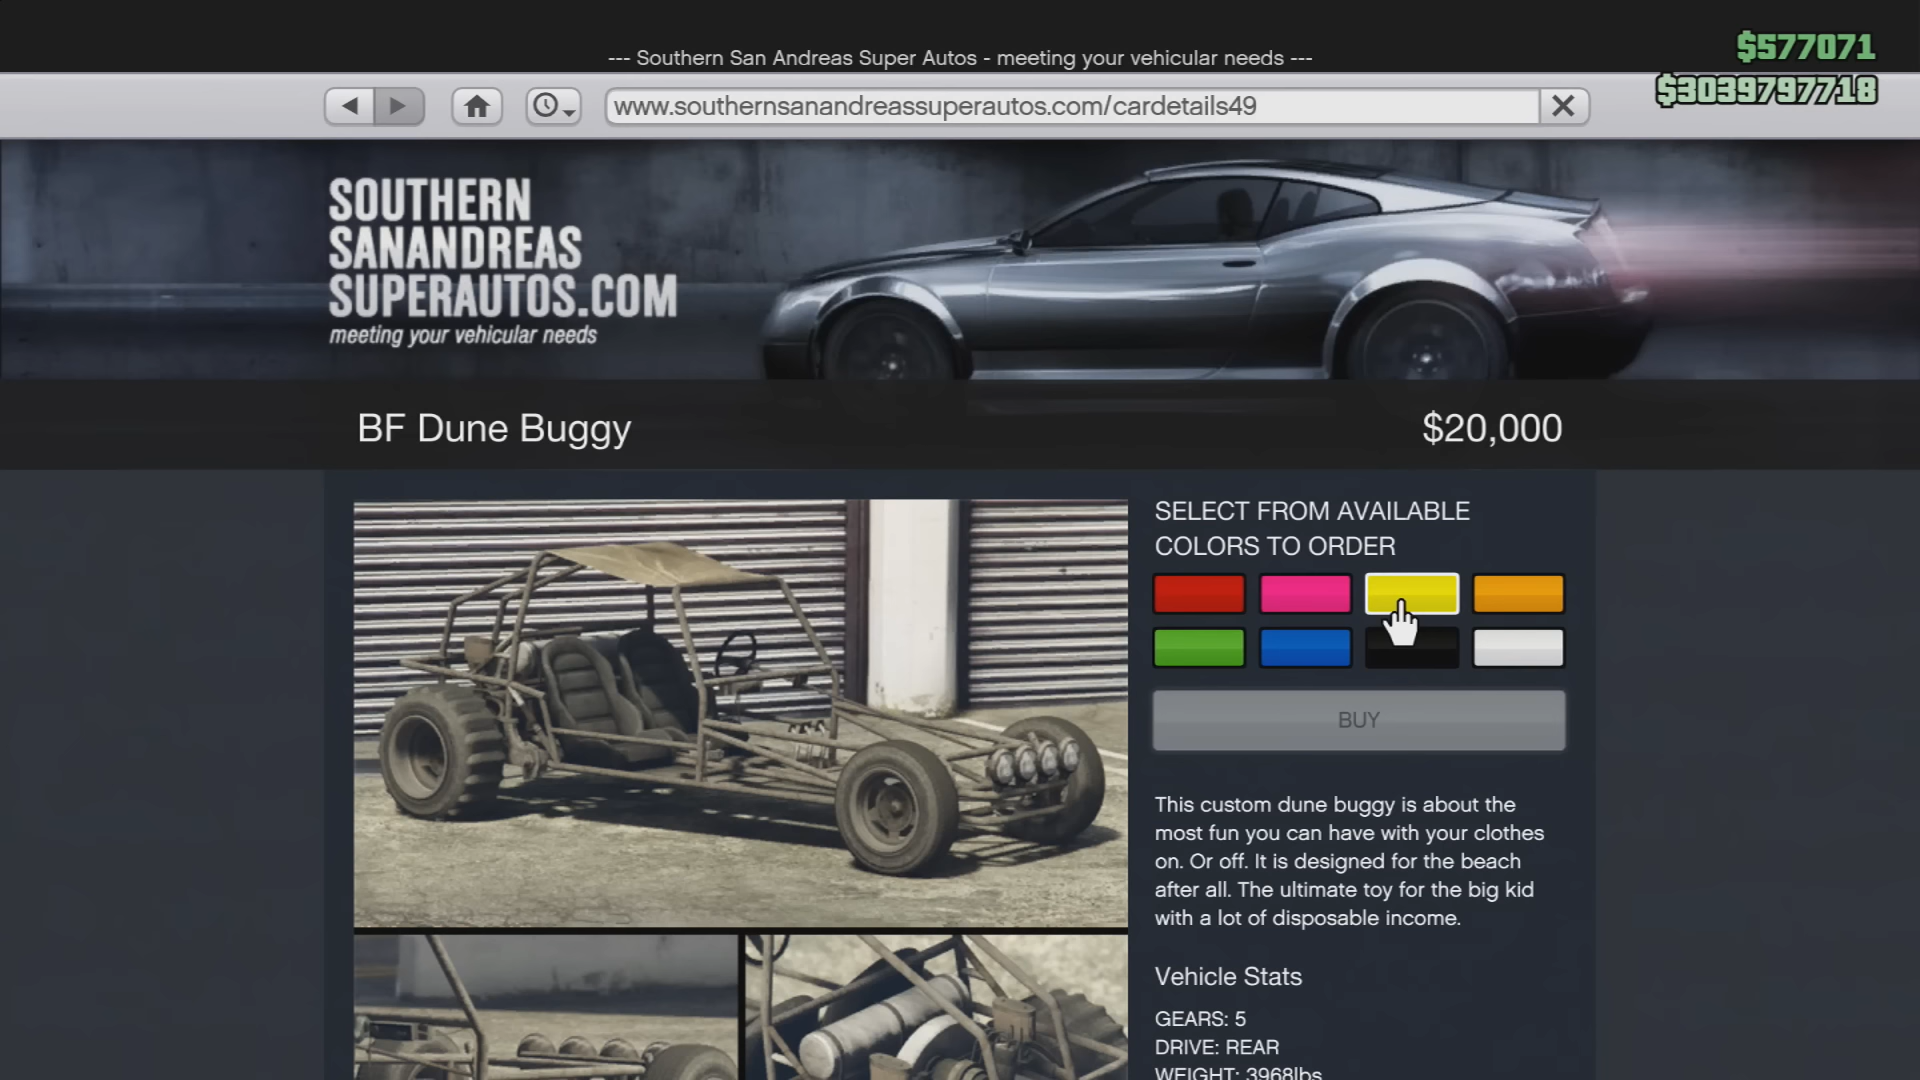 --- Southern San Andreas Super Autos - meeting your vehicular needs ---
$577071
$3039797718
www.southernsanandreassuperautos.com/cardetails49
SOUTHERN
SANANDREAS
SUPERAUTOS.COM
meeting your vehicular needs
BF Dune Buggy
$20,000
SELECT FROM AVAILABLE
COLORS TO ORDER
BUY
This custom dune buggy is about the
most fun you can have with your clothes
on. Or off. It is designed for the beach
after all. The ultimate toy for the big kid
with a lot of disposable income.
Vehicle Stats
GEARS: 5
DRIVE: REAR
WEIGHT: 3968lbs